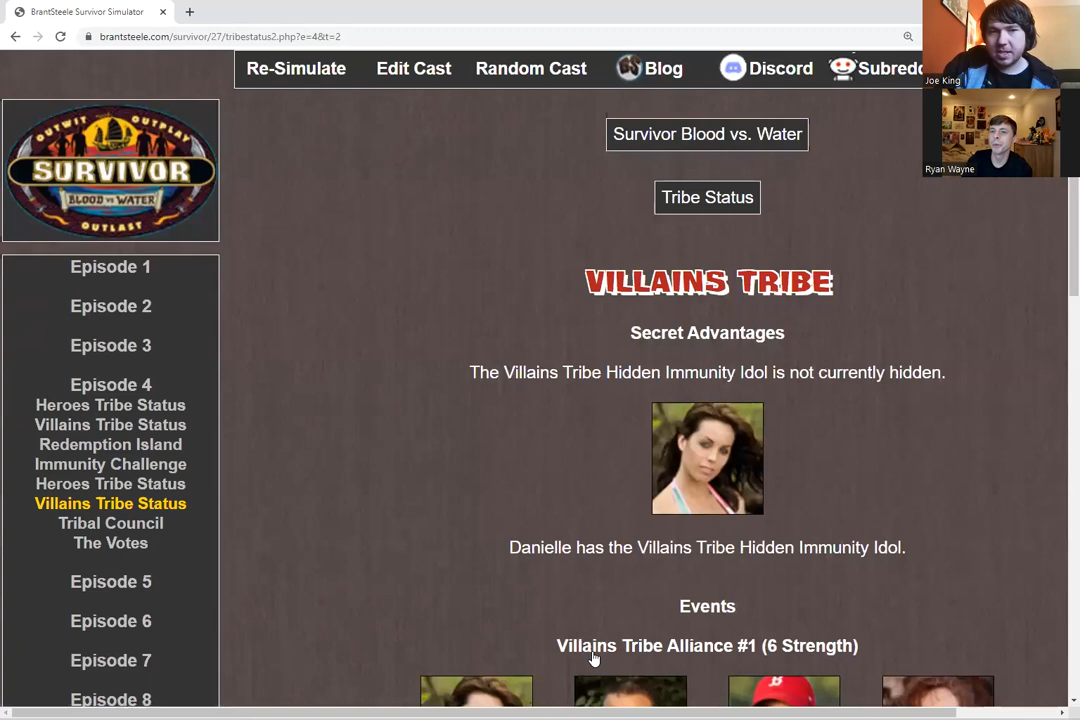 BrantSteele Survivor Simulator
brantsteele.com/survivor/27/tribestatus2.php?e=4&t=2
Re-Simulate Edit Cast Random Cast Blog Discord Subredd
Joe King
Ryan Wayne
OUTWIT OUTPLAY
SURVIVOR
BLOOD vs. WATER
OUTLAST
Survivor Blood vs. Water
Tribe Status
Episode 1
Episode 2
Episode 3
Episode 4
Heroes Tribe Status
Villains Tribe Status
Redemption Island
Immunity Challenge
Heroes Tribe Status
Villains Tribe Status
Tribal Council
The Votes
Episode 5
Episode 6
Episode 7
Episode 8
VILLAINS TRIBE
Secret Advantages
The Villains Tribe Hidden Immunity Idol is not currently hidden.
Danielle has the Villains Tribe Hidden Immunity Idol.
Events
Villains Tribe Alliance #1 (6 Strength)
B